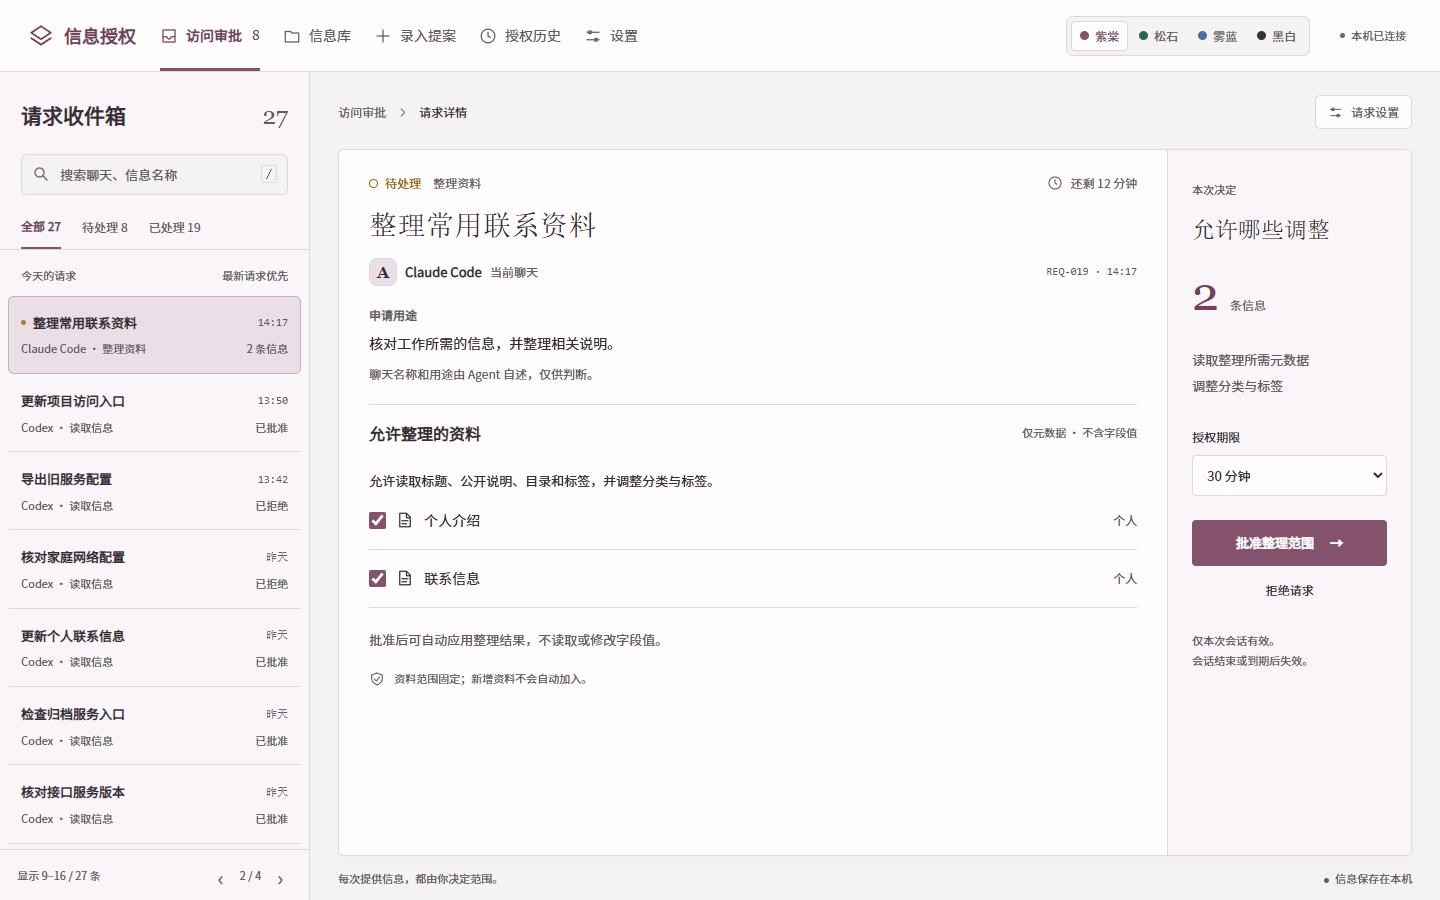 信息授权
访问审批 8
信息库
录入提案
授权历史
设置
紫棠
松石
雾蓝
黑白
本机已连接
请求收件箱 27
搜索聊天、信息名称 /
全部 27 待处理 8 已处理 19
今天的请求 最新请求优先
整理常用联系资料 14:17
Claude Code · 整理资料 2 条信息
更新项目访问入口 13:50
Codex · 读取信息 已批准
导出旧服务配置 13:42
Codex · 读取信息 已拒绝
核对家庭网络配置 昨天
Codex · 读取信息 已拒绝
更新个人联系信息 昨天
Codex · 读取信息 已批准
检查归档服务入口 昨天
Codex · 读取信息 已批准
核对接口服务版本 昨天
Codex · 读取信息 已批准
显示 9–16 / 27 条 ‹ 2 / 4 ›
访问审批 > 请求详情
请求设置
待处理 整理资料 还剩 12 分钟
整理常用联系资料
A Claude Code 当前聊天 REQ-019 · 14:17
申请用途
核对工作所需的信息，并整理相关说明。
聊天名称和用途由 Agent 自述，仅供判断。
允许整理的资料 仅元数据 · 不含字段值
允许读取标题、公开说明、目录和标签，并调整分类与标签。
个人介绍 个人
联系信息 个人
批准后可自动应用整理结果，不读取或修改字段值。
资料范围固定；新增资料不会自动加入。
本次决定
允许哪些调整
2 条信息
读取整理所需元数据
调整分类与标签
授权期限
30 分钟
批准整理范围 →
拒绝请求
仅本次会话有效。
会话结束或到期后失效。
每次提供信息，都由你决定范围。
信息保存在本机